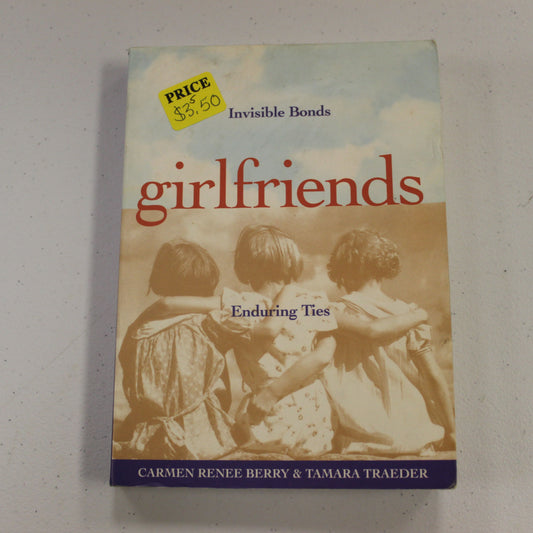 PRICE
$3.50
Invisible Bonds
girlfriends
Enduring Ties
CARMEN RENEE BERRY & TAMARA TRAEDER